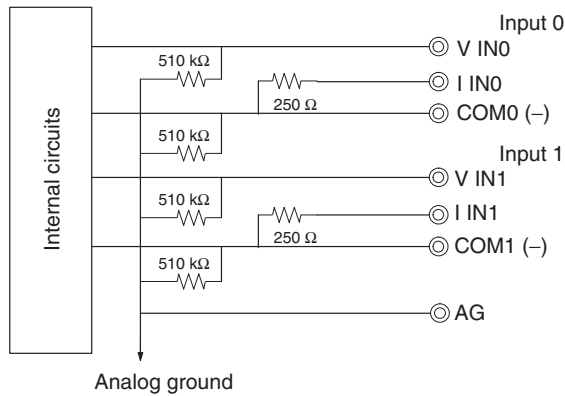 Input 0
V IN0
510 kΩ
I IN0
250 Ω
COM0 (–)
510 kΩ
Input 1
V IN1
510 kΩ
I IN1
250 Ω
COM1 (–)
510 kΩ
AG
Internal circuits
Analog ground